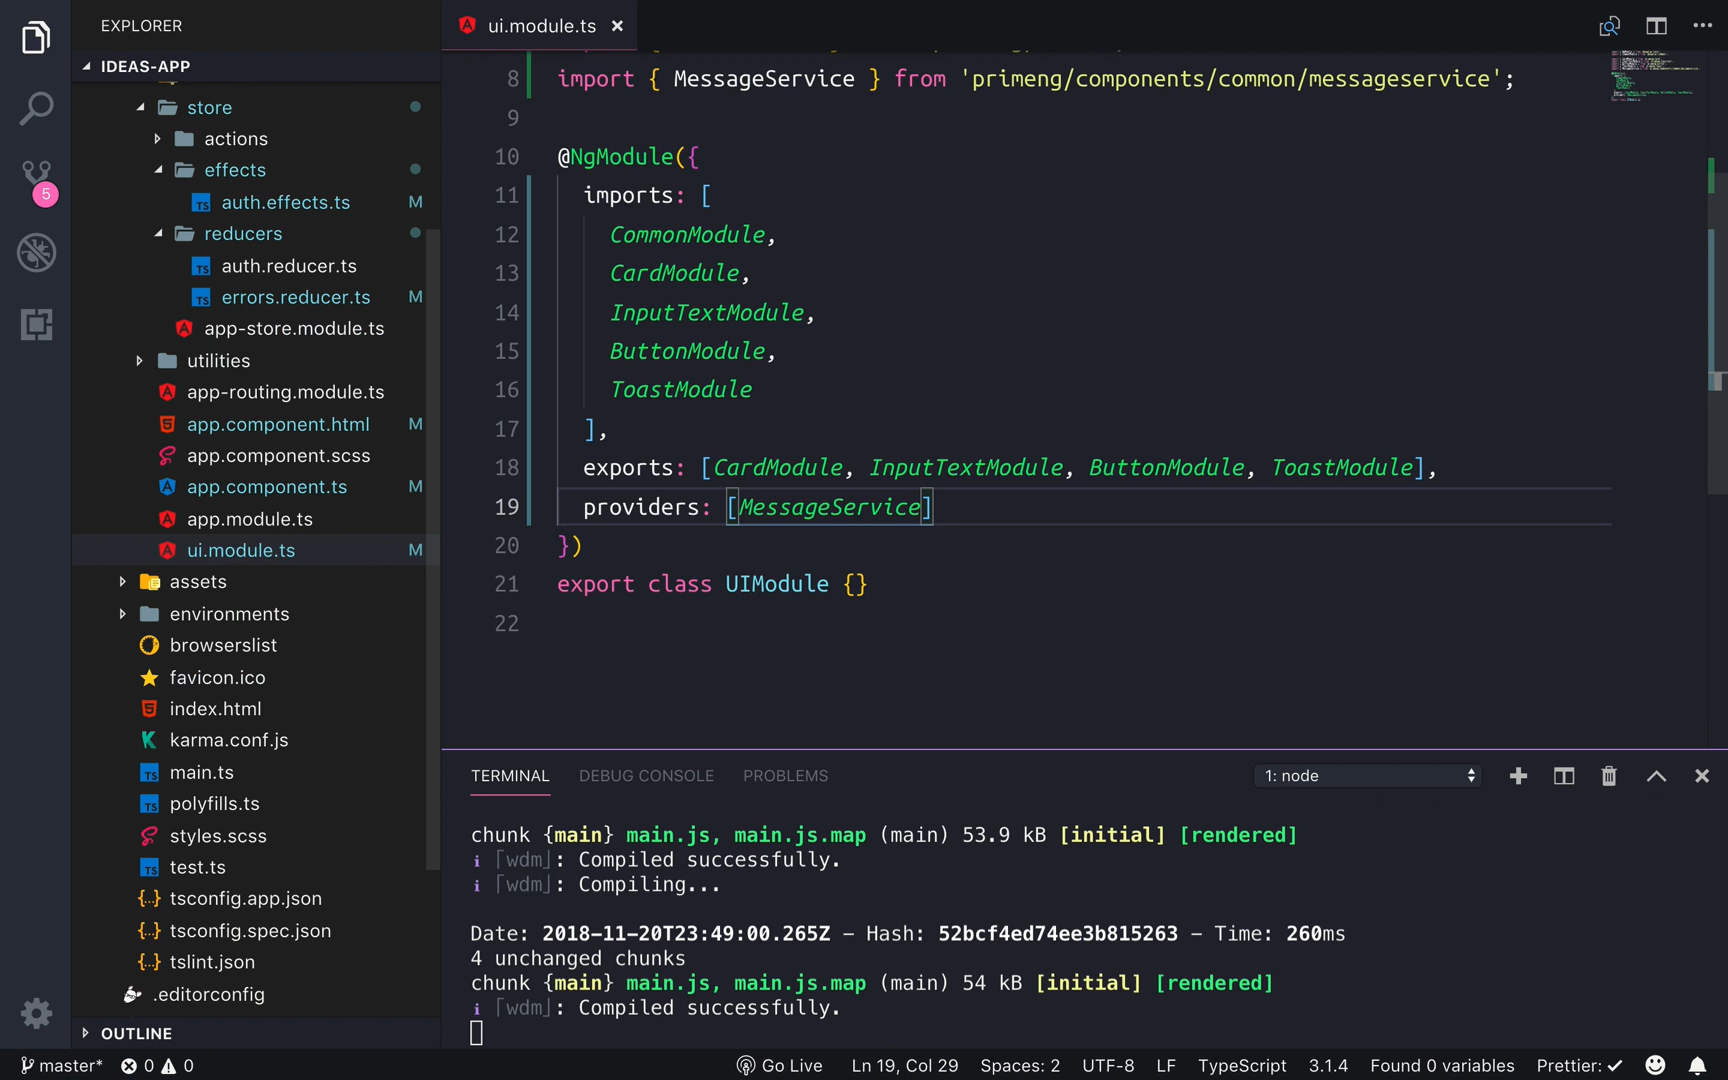 EXPLORER
IDEAS-APP
store
actions
effects
auth.effects.ts M
reducers
auth.reducer.ts
errors.reducer.ts M
app-store.module.ts
utilities
app-routing.module.ts
app.component.html M
app.component.scss
app.component.ts M
app.module.ts
ui.module.ts M
assets
environments
browserslist
favicon.ico
index.html
karma.conf.js
main.ts
polyfills.ts
styles.scss
test.ts
tsconfig.app.json
tsconfig.spec.json
tslint.json
.editorconfig
OUTLINE
5
ui.module.ts
8 import { MessageService } from 'primeng/components/common/messageservice';
9
10 @NgModule({
11 imports: [
12 CommonModule,
13 CardModule,
14 InputTextModule,
15 ButtonModule,
16 ToastModule
17 ],
18 exports: [CardModule, InputTextModule, ButtonModule, ToastModule],
19 providers: [MessageService]
20 })
21 export class UIModule {}
22
TERMINAL DEBUG CONSOLE PROBLEMS 1: node
chunk {main} main.js, main.js.map (main) 53.9 kB [initial] [rendered]
ℹ ｢wdm｣: Compiled successfully.
ℹ ｢wdm｣: Compiling...
Date: 2018-11-20T23:49:00.265Z - Hash: 52bcf4ed74ee3b815263 - Time: 260ms
4 unchanged chunks
chunk {main} main.js, main.js.map (main) 54 kB [initial] [rendered]
ℹ ｢wdm｣: Compiled successfully.
master* 0 0 Go Live Ln 19, Col 29 Spaces: 2 UTF-8 LF TypeScript 3.1.4 Found 0 variables Prettier: ✓